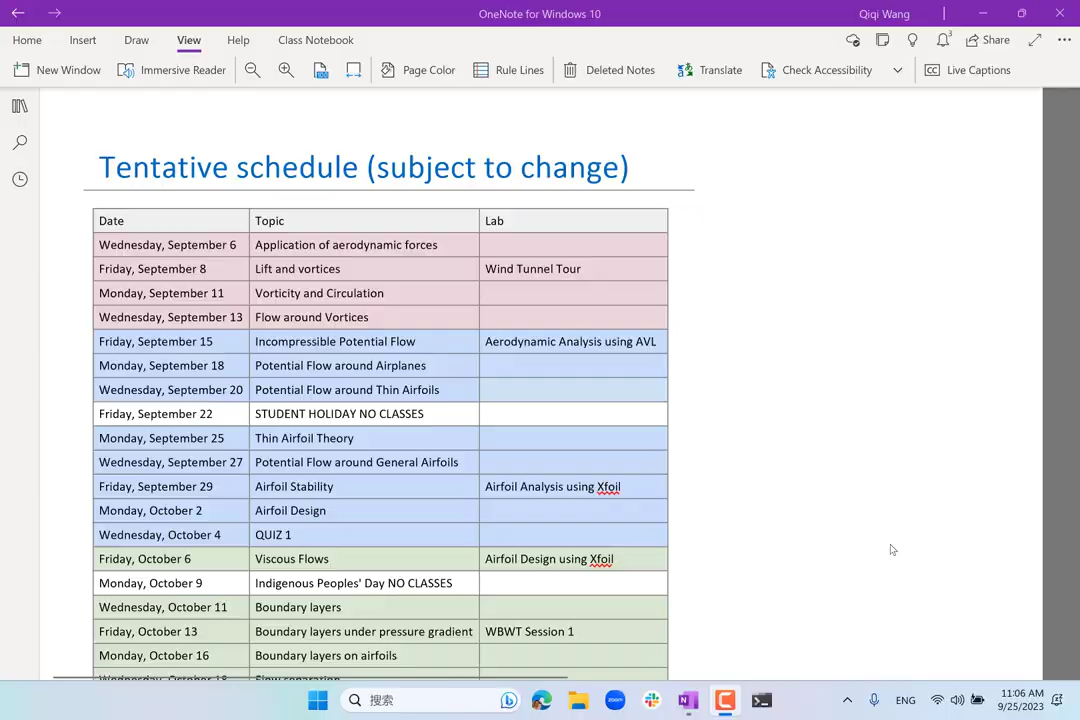 OneNote for Windows 10
Qiqi Wang
Home Insert Draw View Help Class Notebook
3
Share
New Window Immersive Reader Page Color Rule Lines Deleted Notes Translate Check Accessibility Live Captions
Tentative schedule (subject to change)
Date Topic Lab
Wednesday, September 6 Application of aerodynamic forces
Friday, September 8 Lift and vortices Wind Tunnel Tour
Monday, September 11 Vorticity and Circulation
Wednesday, September 13 Flow around Vortices
Friday, September 15 Incompressible Potential Flow Aerodynamic Analysis using AVL
Monday, September 18 Potential Flow around Airplanes
Wednesday, September 20 Potential Flow around Thin Airfoils
Friday, September 22 STUDENT HOLIDAY NO CLASSES
Monday, September 25 Thin Airfoil Theory
Wednesday, September 27 Potential Flow around General Airfoils
Friday, September 29 Airfoil Stability Airfoil Analysis using Xfoil
Monday, October 2 Airfoil Design
Wednesday, October 4 QUIZ 1
Friday, October 6 Viscous Flows Airfoil Design using Xfoil
Monday, October 9 Indigenous Peoples' Day NO CLASSES
Wednesday, October 11 Boundary layers
Friday, October 13 Boundary layers under pressure gradient WBWT Session 1
Monday, October 16 Boundary layers on airfoils
Wednesday, October 18 Flow separation
搜索
zoom
ENG
11:06 AM
9/25/2023